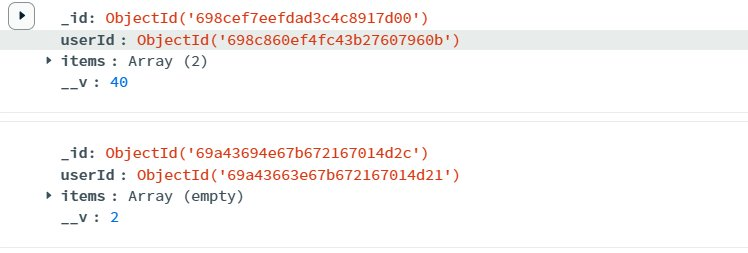 _id: ObjectId('698cef7eefdad3c4c8917d00')
userId : ObjectId('698c860ef4fc43b27607960b')
items : Array (2)
__v : 40
_id: ObjectId('69a43694e67b672167014d2c')
userId : ObjectId('69a43663e67b672167014d21')
items : Array (empty)
__v : 2